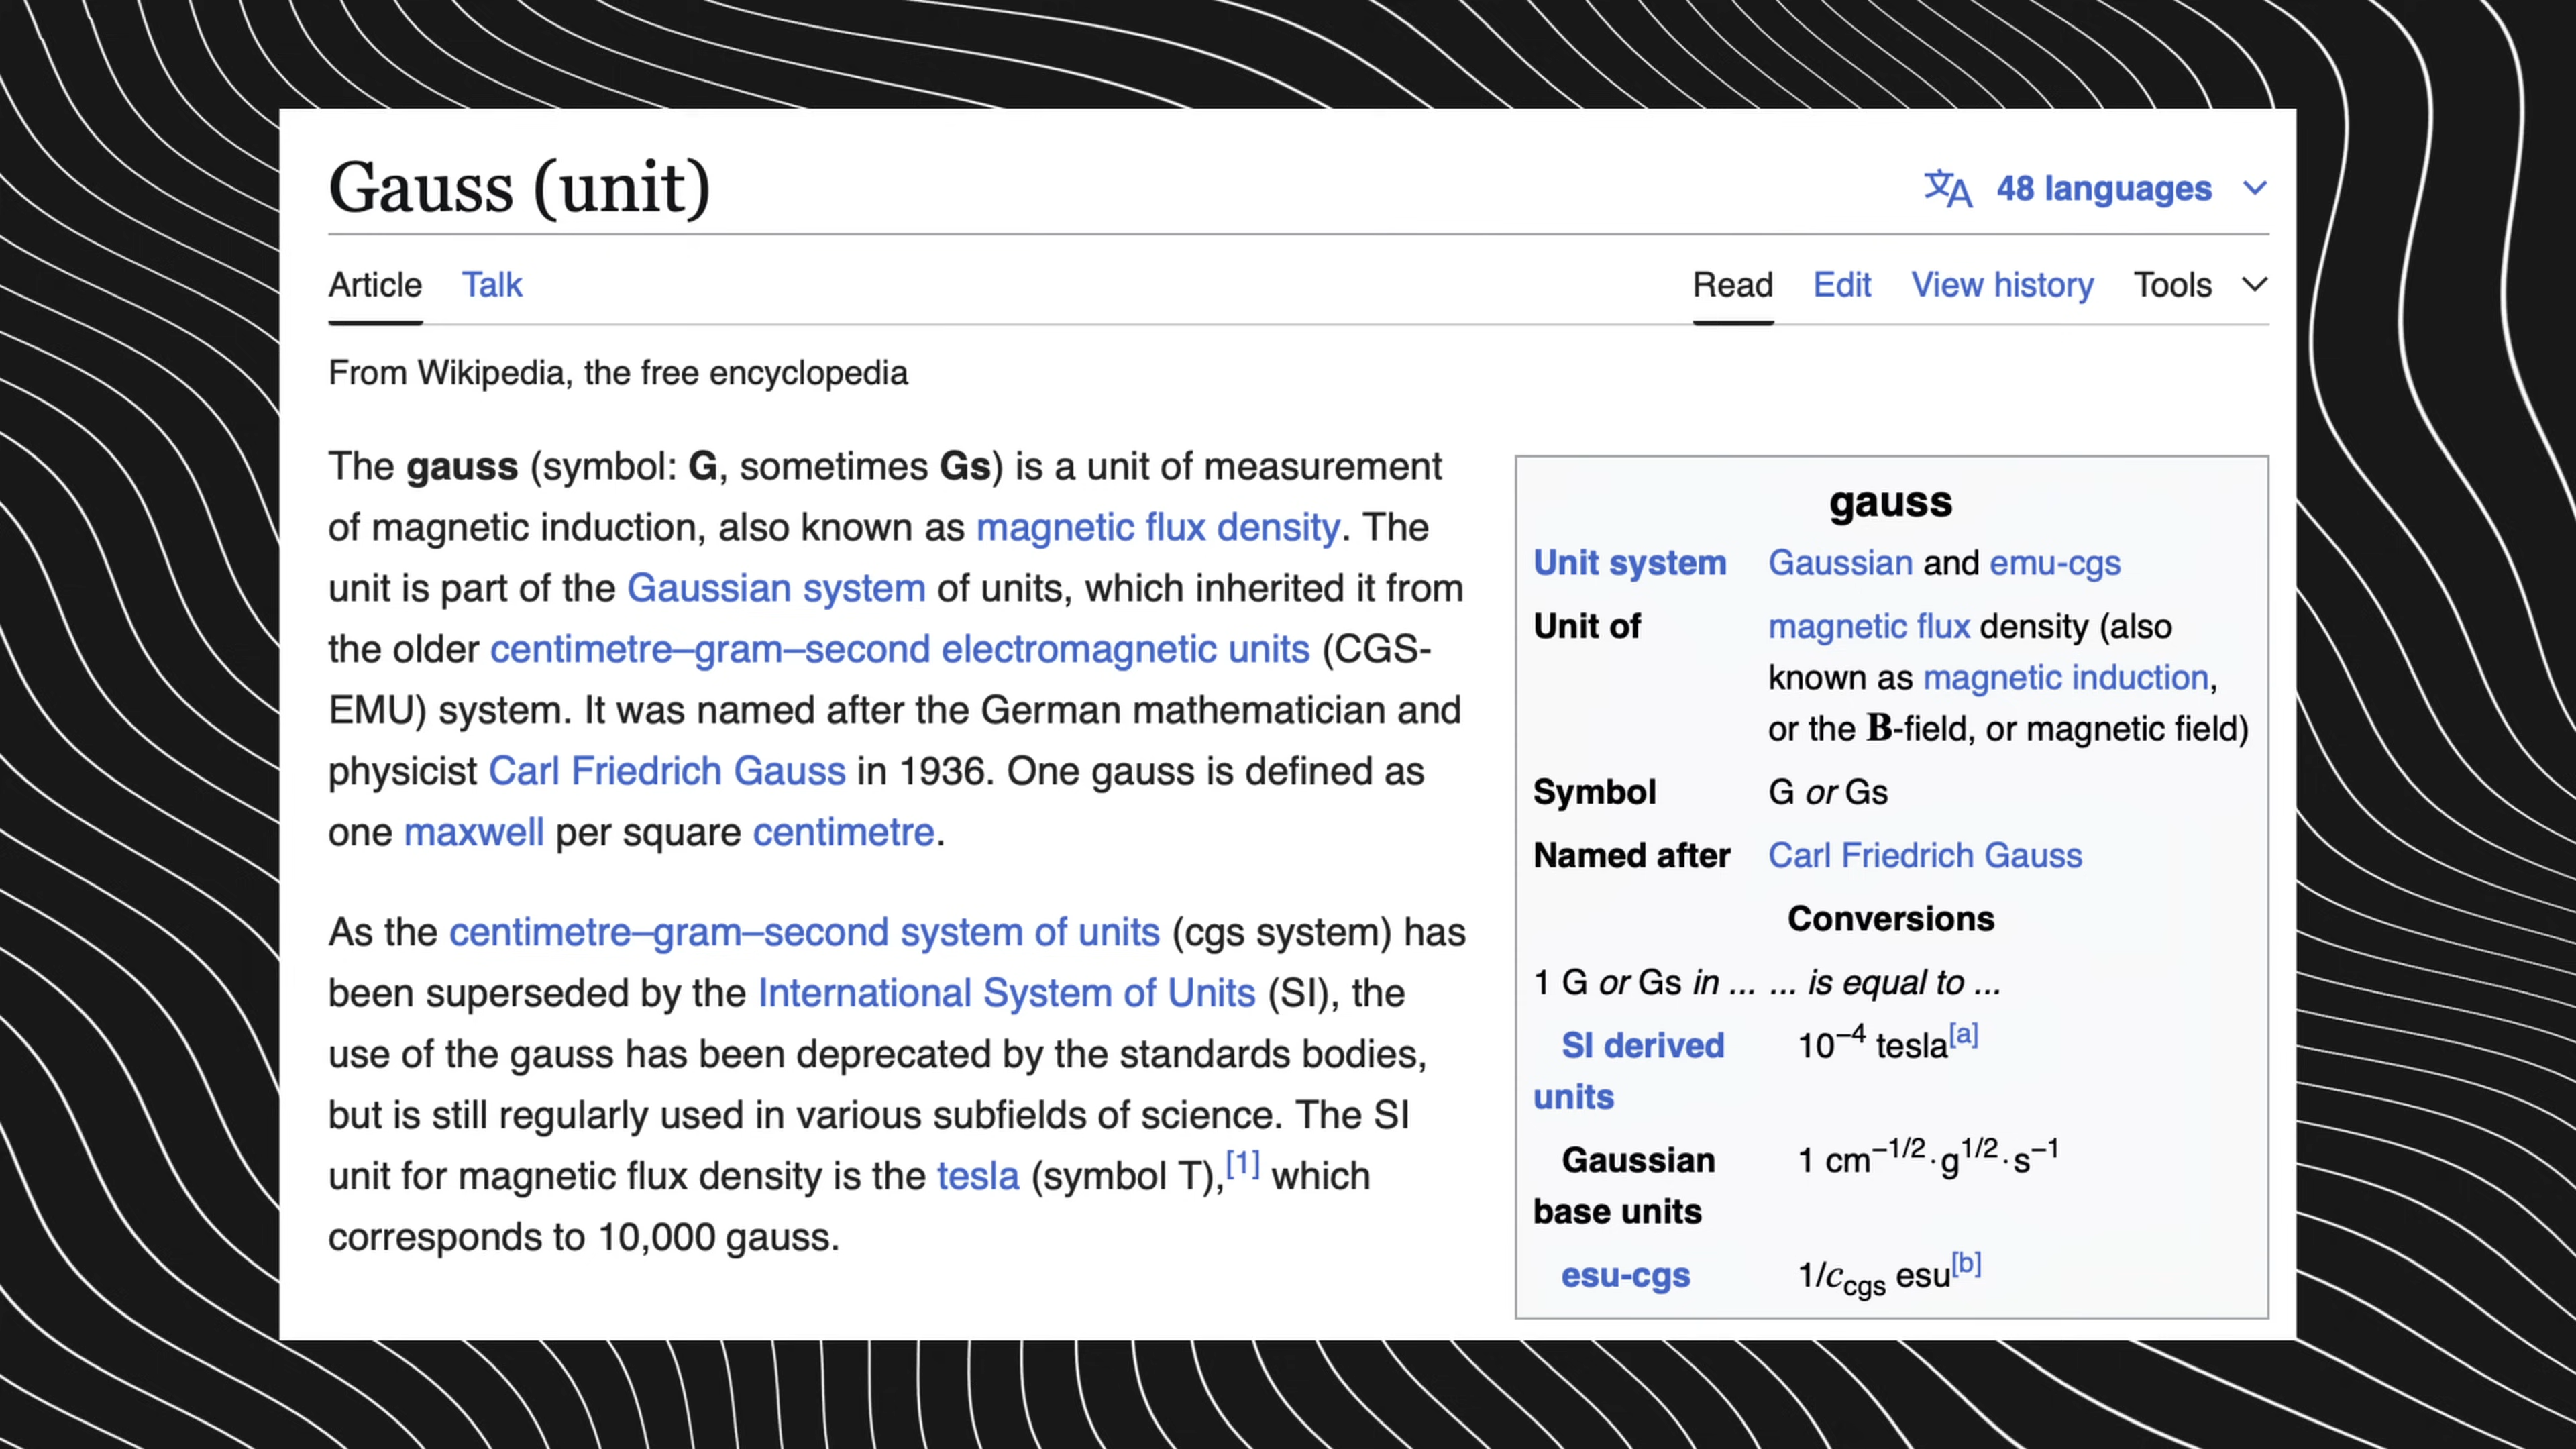 Gauss (unit)
48 languages
Article Talk
Read Edit View history Tools
From Wikipedia, the free encyclopedia
The gauss (symbol: G, sometimes Gs) is a unit of measurement
of magnetic induction, also known as magnetic flux density. The
unit is part of the Gaussian system of units, which inherited it from
the older centimetre–gram–second electromagnetic units (CGS-
EMU) system. It was named after the German mathematician and
physicist Carl Friedrich Gauss in 1936. One gauss is defined as
one maxwell per square centimetre.
As the centimetre–gram–second system of units (cgs system) has
been superseded by the International System of Units (SI), the
use of the gauss has been deprecated by the standards bodies,
but is still regularly used in various subfields of science. The SI
unit for magnetic flux density is the tesla (symbol T),[1] which
corresponds to 10,000 gauss.
gauss
Unit system Gaussian and emu-cgs
Unit of magnetic flux density (also
known as magnetic induction,
or the B-field, or magnetic field)
Symbol G or Gs
Named after Carl Friedrich Gauss
Conversions
1 G or Gs in ... ... is equal to ...
SI derived 10⁻⁴ tesla[a]
units
Gaussian 1 cm⁻¹ᐟ²⋅g¹ᐟ²⋅s⁻¹
base units
esu-cgs 1/ccgs esu[b]